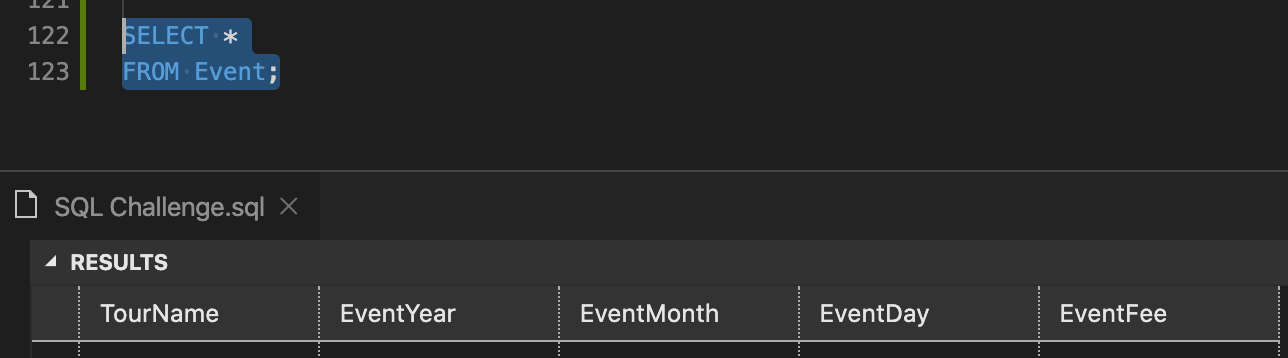 121
122 SELECT *
123 FROM Event;
SQL Challenge.sql
RESULTS
TourName EventYear EventMonth EventDay EventFee